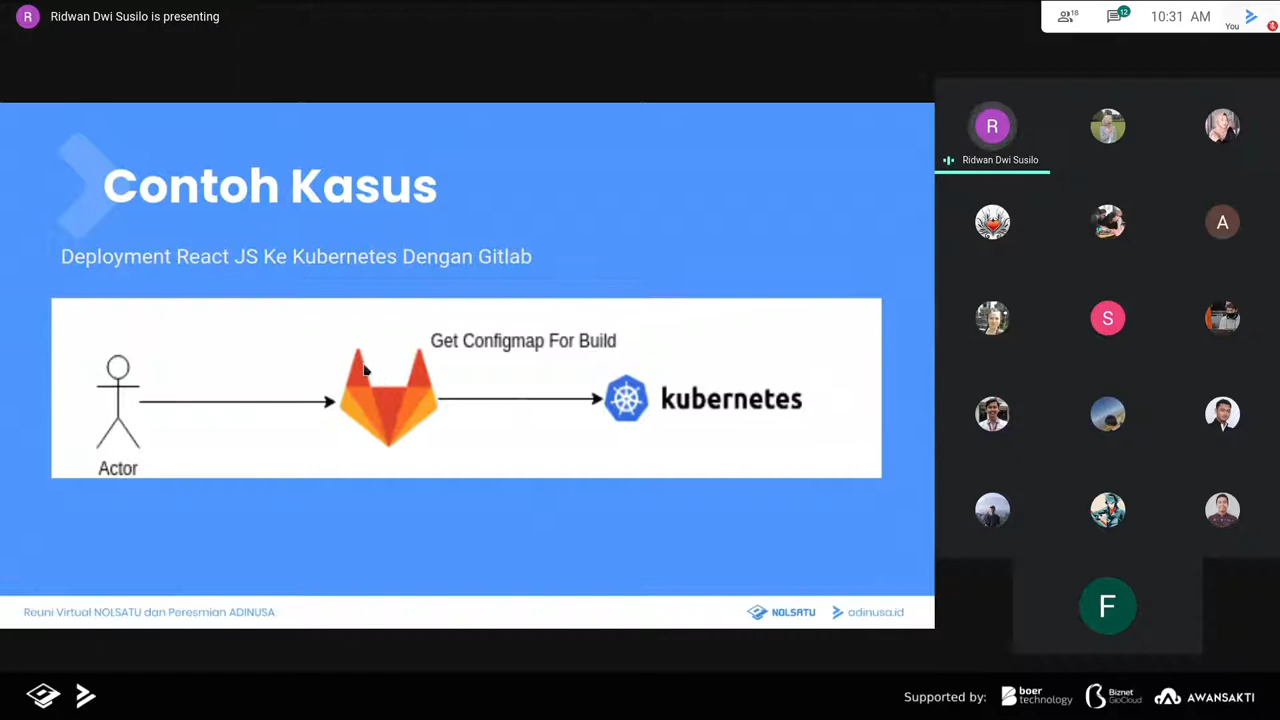 R
Ridwan Dwi Susilo is presenting
16
12
10:31 AM
You
Contoh Kasus
Deployment React JS Ke Kubernetes Dengan Gitlab
Get Configmap For Build
kubernetes
Actor
Reuni Virtual NOLSATU dan Peresmian ADINUSA
NOLSATU
adinusa.id
R
Ridwan Dwi Susilo
A
S
F
Supported by:
boer
technology
Biznet
GioCloud
AWANSAKTI